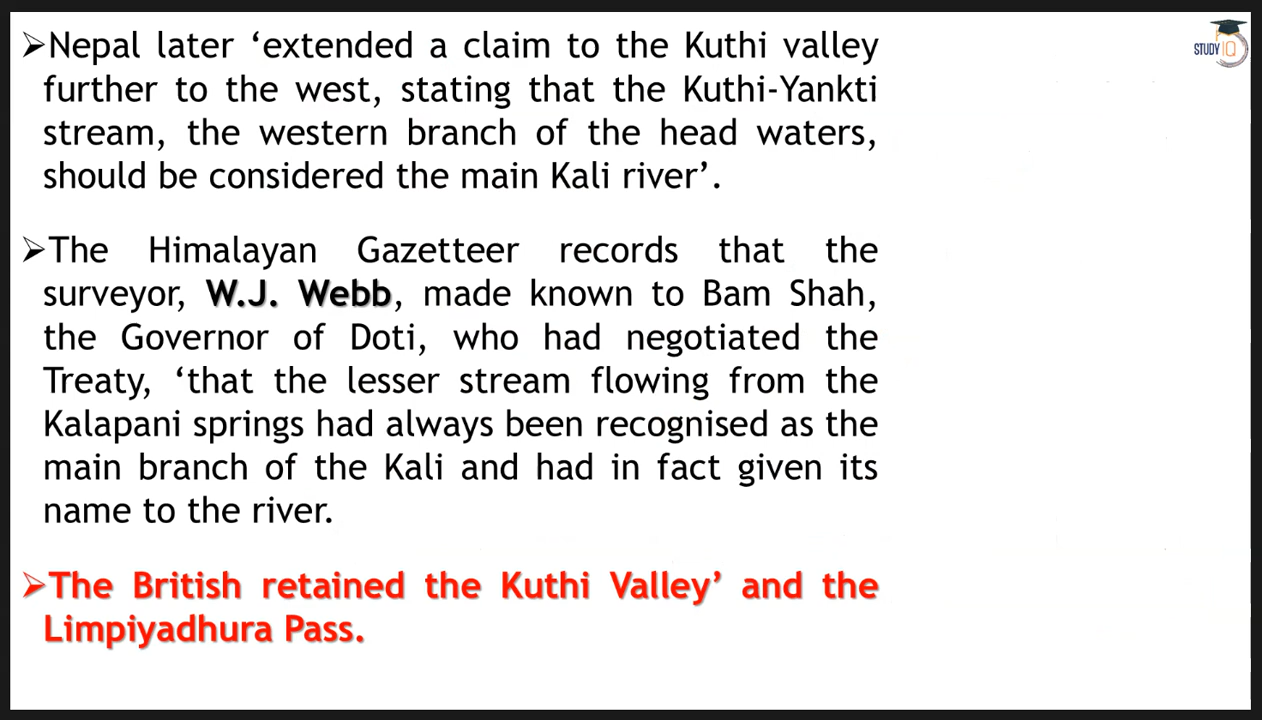 ➢Nepal later ‘extended a claim to the Kuthi valley
further to the west, stating that the Kuthi-Yankti
stream, the western branch of the head waters,
should be considered the main Kali river’.
➢The Himalayan Gazetteer records that the
surveyor, W.J. Webb, made known to Bam Shah,
the Governor of Doti, who had negotiated the
Treaty, ‘that the lesser stream flowing from the
Kalapani springs had always been recognised as the
main branch of the Kali and had in fact given its
name to the river.
➢The British retained the Kuthi Valley’ and the
Limpiyadhura Pass.
STUDY IQ